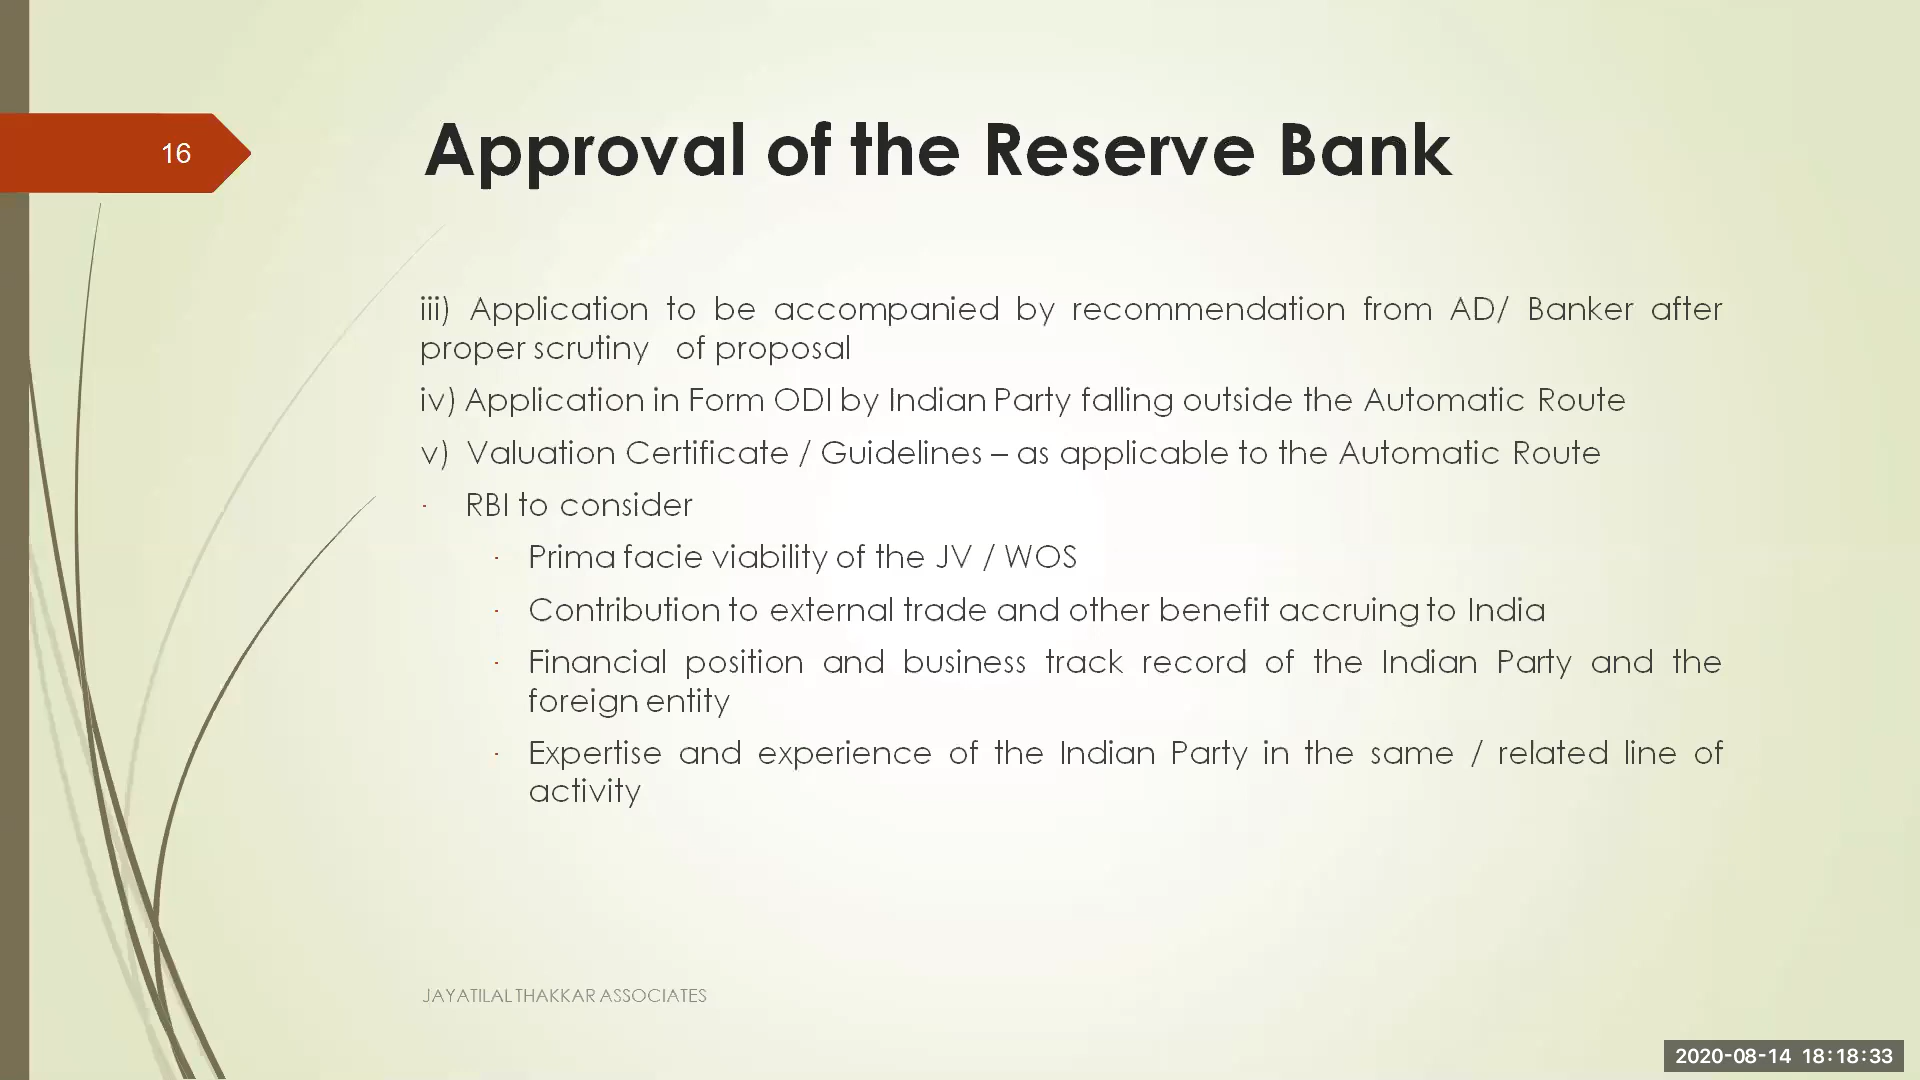 16
Approval of the Reserve Bank
iii) Application to be accompanied by recommendation from AD/ Banker after
proper scrutiny of proposal
iv) Application in Form ODI by Indian Party falling outside the Automatic Route
v) Valuation Certificate / Guidelines – as applicable to the Automatic Route
· RBI to consider
· Prima facie viability of the JV / WOS
· Contribution to external trade and other benefit accruing to India
· Financial position and business track record of the Indian Party and the
foreign entity
· Expertise and experience of the Indian Party in the same / related line of
activity
JAYATILAL THAKKAR ASSOCIATES
2020-08-14 18:18:33